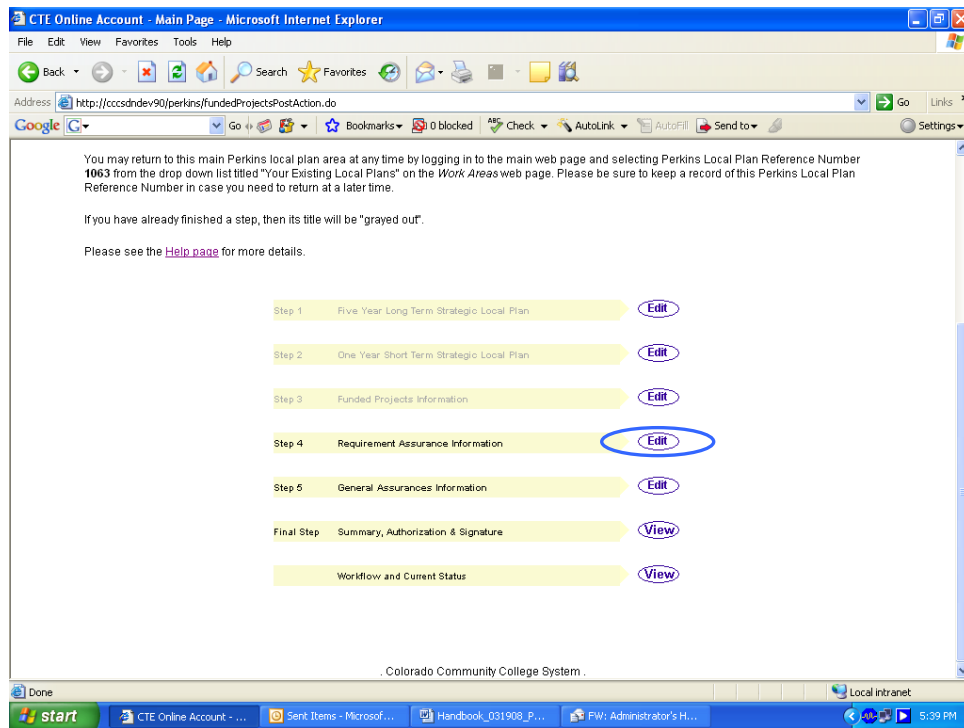 CTE Online Account - Main Page - Microsoft Internet Explorer
File Edit View Favorites Tools Help
Back Search Favorites
Address http://cccsdndev90/perkins/fundedProjectsPostAction.do Go Links
Google G Go Bookmarks 0 blocked ABC Check AutoLink AutoFill Send to Settings
You may return to this main Perkins local plan area at any time by logging in to the main web page and selecting Perkins Local Plan Reference Number
1063 from the drop down list titled "Your Existing Local Plans" on the Work Areas web page. Please be sure to keep a record of this Perkins Local Plan
Reference Number in case you need to return at a later time.
If you have already finished a step, then its title will be "grayed out".
Please see the Help page for more details.
Step 1 Five Year Long Term Strategic Local Plan Edit
Step 2 One Year Short Term Strategic Local Plan Edit
Step 3 Funded Projects Information Edit
Step 4 Requirement Assurance Information Edit
Step 5 General Assurances Information Edit
Final Step Summary, Authorization & Signature View
Workflow and Current Status View
. Colorado Community College System .
Done Local intranet
start CTE Online Account - ... Sent Items - Microsof... Handbook_031908_P... FW: Administrator's H... 5:39 PM